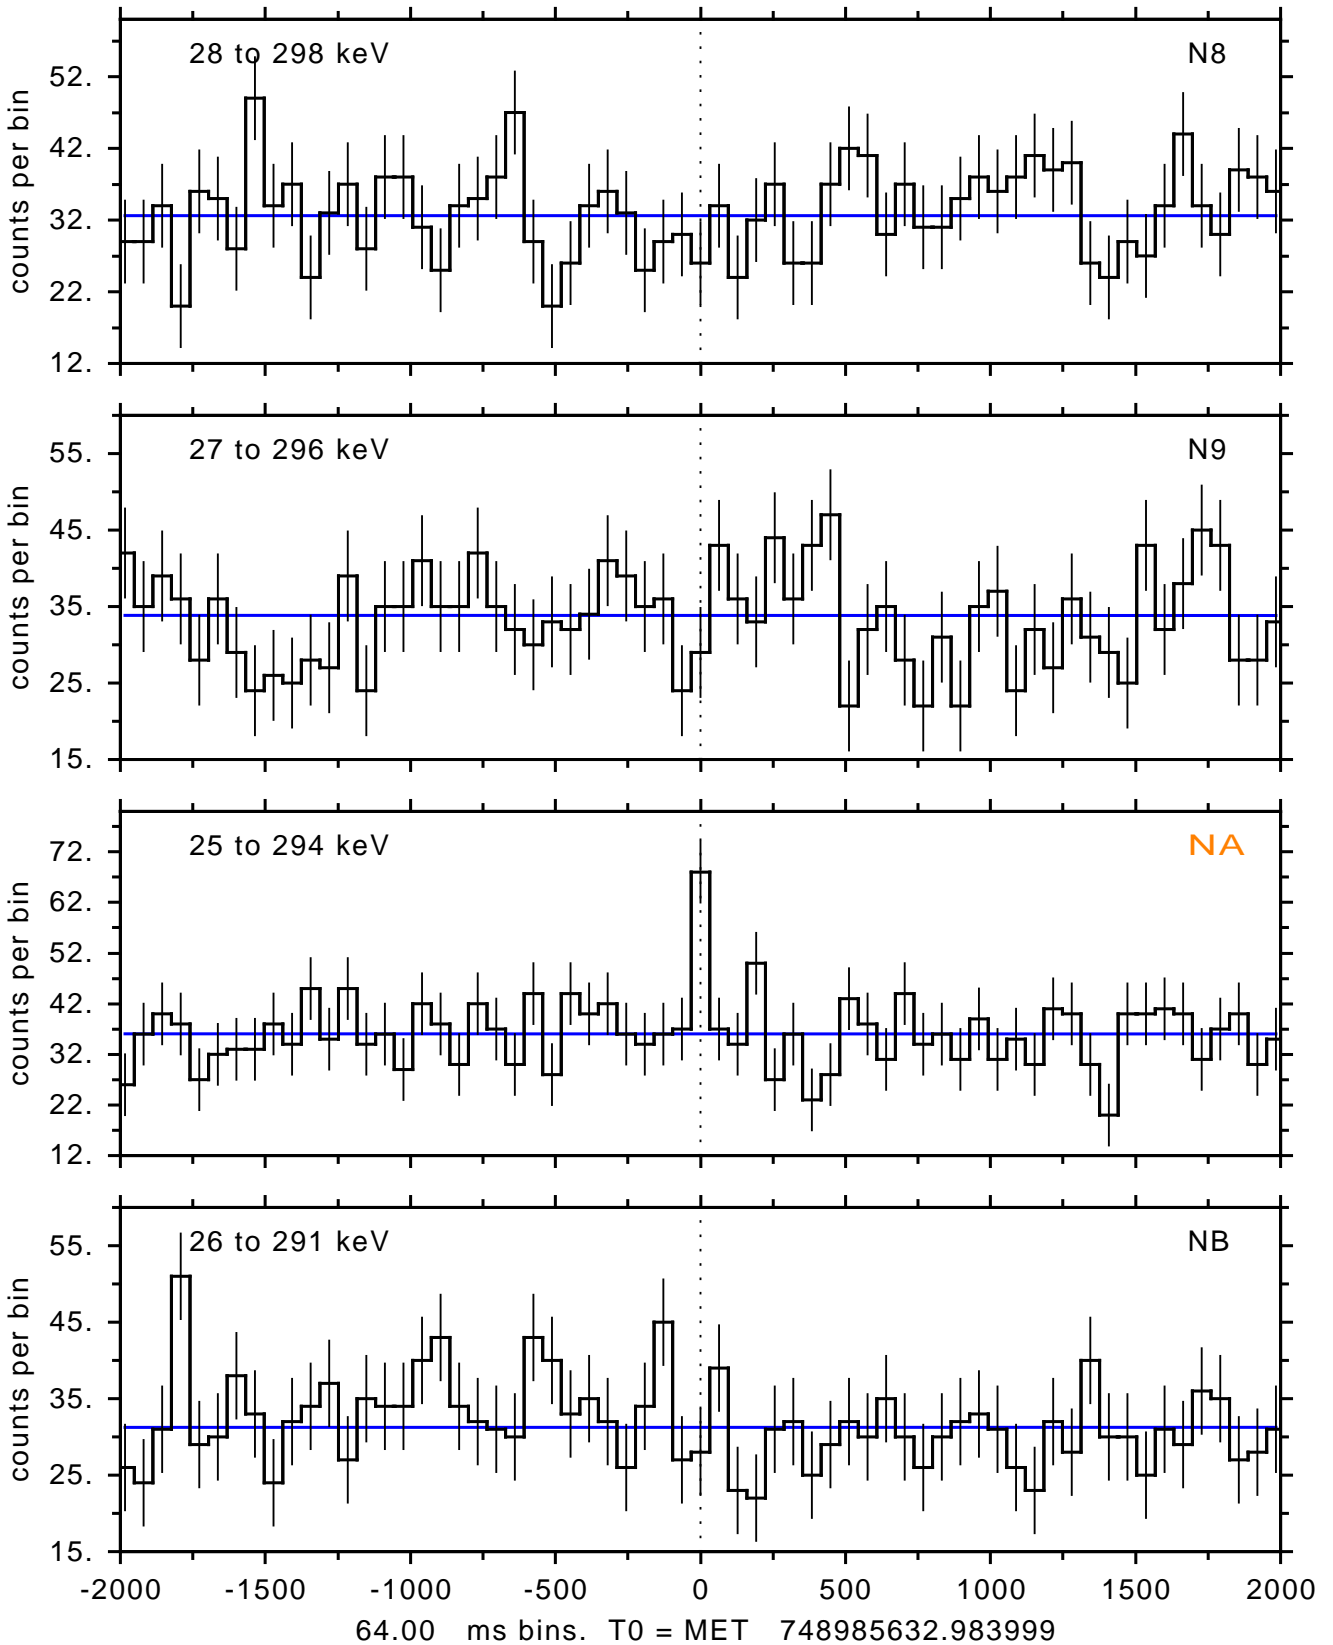 28 to 298 keV N8
counts per bin
52.
42.
32.
22.
12.
27 to 296 keV N9
counts per bin
55.
45.
35.
25.
15.
25 to 294 keV NA
counts per bin
72.
62.
52.
42.
32.
22.
12.
26 to 291 keV NB
counts per bin
55.
45.
35.
25.
15.
-2000 -1500 -1000 -500 0 500 1000 1500 2000
64.00 ms bins. T0 = MET 748985632.983999